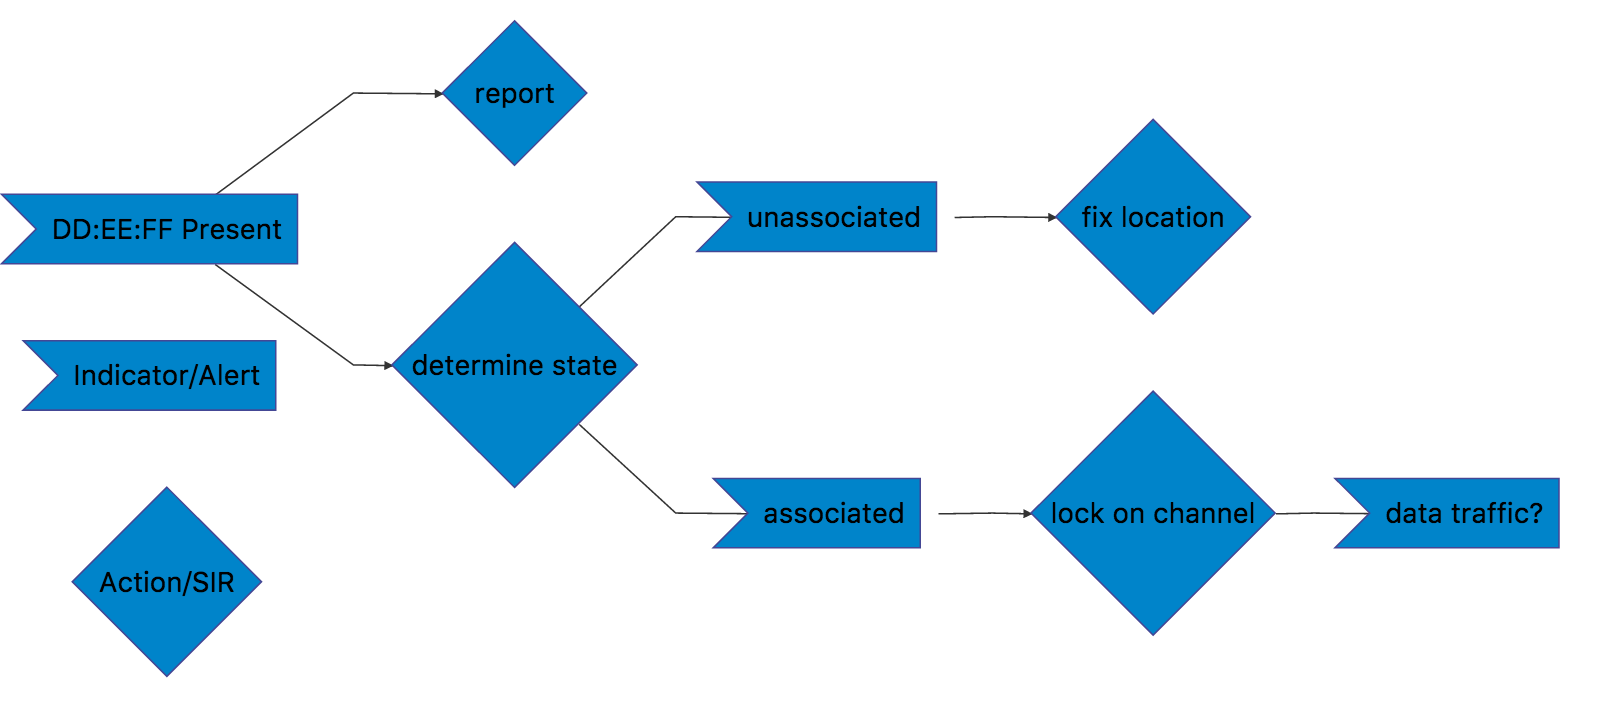 report
DD:EE:FF Present
unassociated
fix location
determine state
Indicator/Alert
associated
lock on channel
data traffic?
Action/SIR